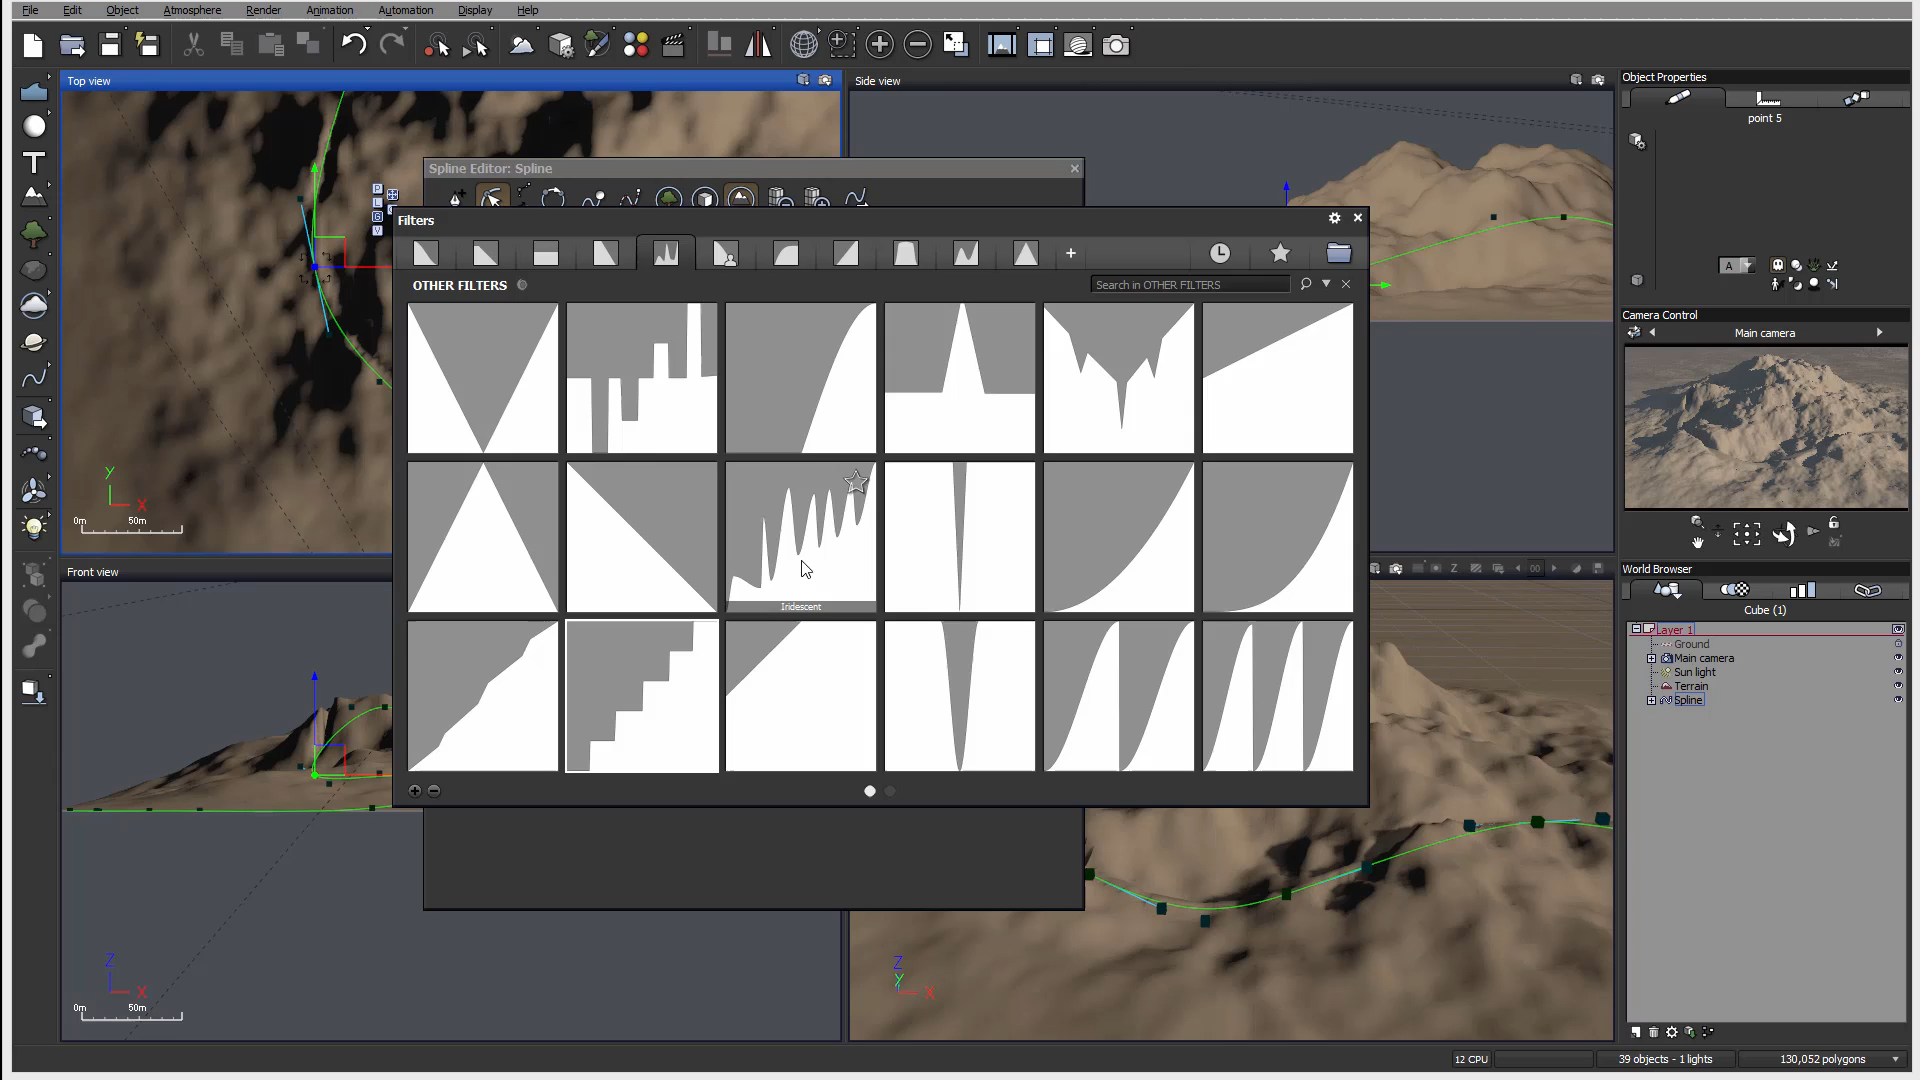 File Edit Object Atmosphere Render Animation Automation Display Help
Top view
Side view
Object Properties
point 5
Spline Editor: Spline
P
L
G
V
Filters
OTHER FILTERS
Search in OTHER FILTERS
A
Camera Control
Main camera
Iridescent
Y
X
0m 50m
Front view
Z
00
World Browser
Cube (1)
Layer 1
Ground
Main camera
Sun light
Terrain
Spline
Z
X
0m 50m
Z
Y
X
12 CPU
39 objects - 1 lights
130,052 polygons